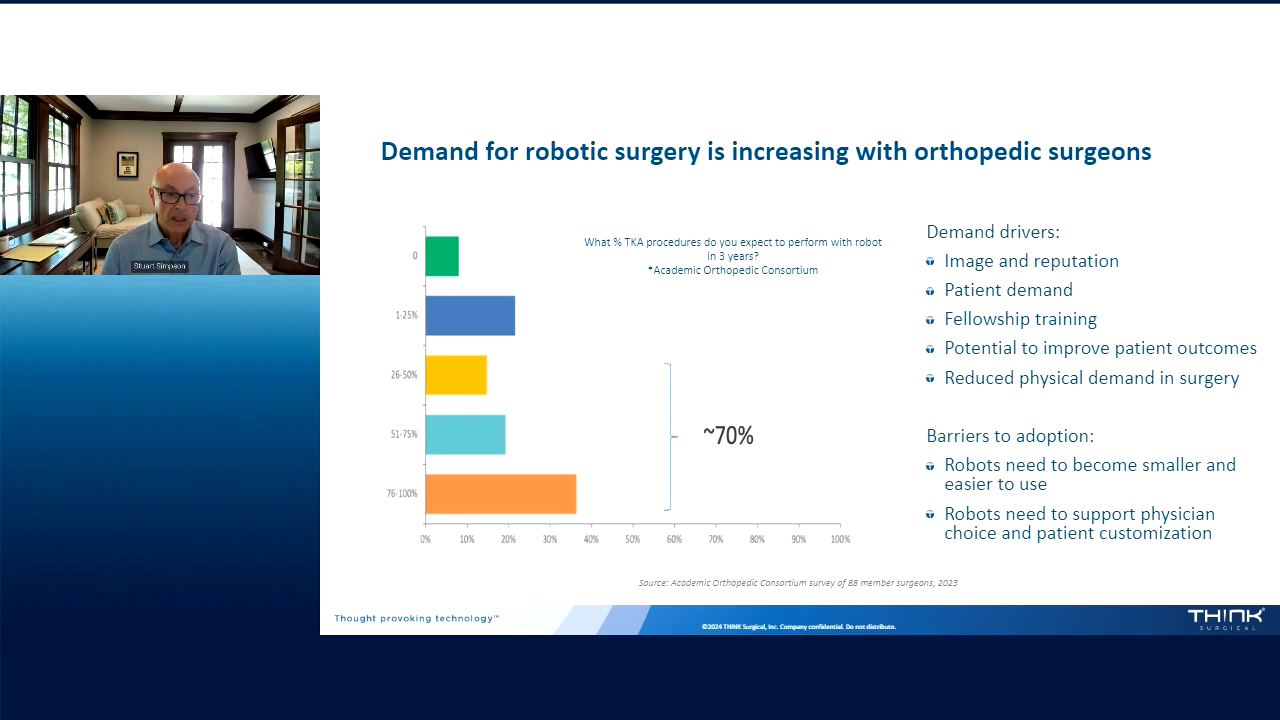 Stuart Simpson
Demand for robotic surgery is increasing with orthopedic surgeons
What % TKA procedures do you expect to perform with robot
in 3 years?
*Academic Orthopedic Consortium
0
1-25%
26-50%
51-75%
76-100%
~70%
0% 10% 20% 30% 40% 50% 60% 70% 80% 90% 100%
Source: Academic Orthopedic Consortium survey of 88 member surgeons, 2023
Demand drivers:
Image and reputation
Patient demand
Fellowship training
Potential to improve patient outcomes
Reduced physical demand in surgery
Barriers to adoption:
Robots need to become smaller and
easier to use
Robots need to support physician
choice and patient customization
Thought provoking technology™
©2024 THINK Surgical, Inc. Company confidential. Do not distribute.
THINK®
SURGICAL